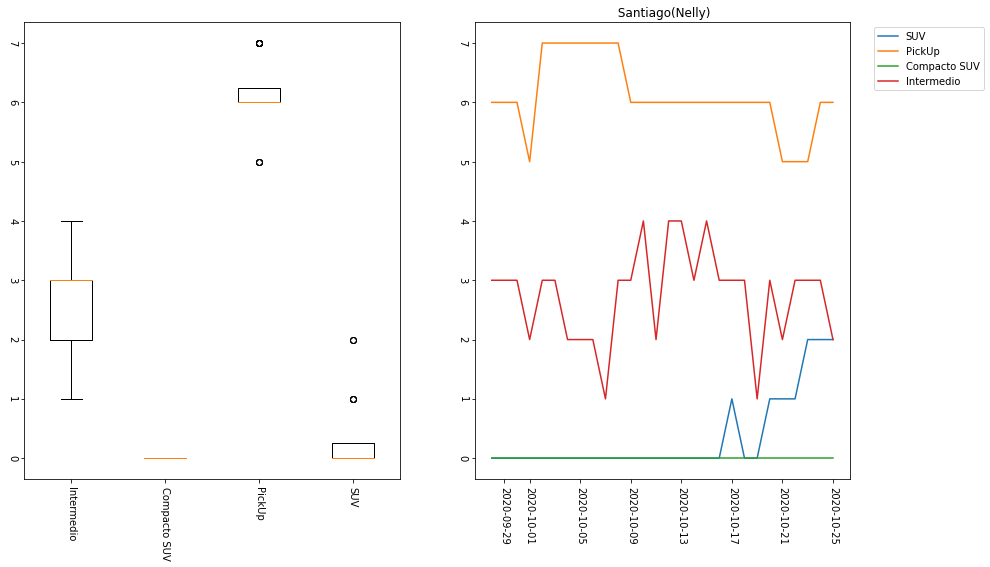 7
6
5
4
3
2
1
0
Intermedio
Compacto SUV
PickUp
SUV
Santiago(Nelly)
7
6
5
4
3
2
1
0
2020-09-29
2020-10-01
2020-10-05
2020-10-09
2020-10-13
2020-10-17
2020-10-21
2020-10-25
SUV
PickUp
Compacto SUV
Intermedio